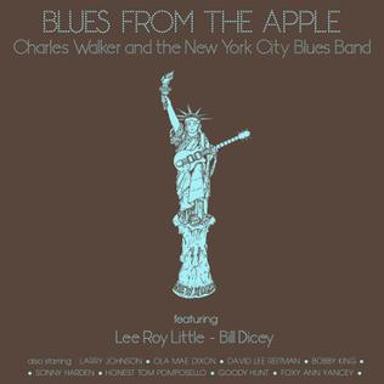 BLUES FROM THE APPLE
Charles Walker and the New York City Blues Band
featuring
Lee Roy Little - Bill Dicey
also starring LARRY JOHNSON • OLA MAE DIXON • DAVID LEE REITMAN • BOBBY KING •
• SONNY HARDEN • HONEST TOM POMPOSELLO • GOODY HUNT • FOXY ANN YANCEY •